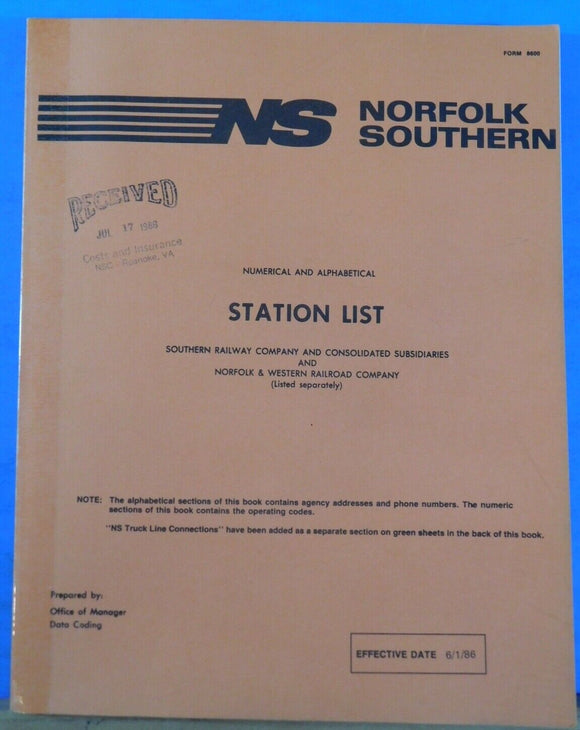 FORM 8600
NS NORFOLK
SOUTHERN
RECEIVED
JUL 17 1986
Costs and Insurance
NSC - Roanoke, VA
NUMERICAL AND ALPHABETICAL
STATION LIST
SOUTHERN RAILWAY COMPANY AND CONSOLIDATED SUBSIDIARIES
AND
NORFOLK & WESTERN RAILROAD COMPANY
(Listed separately)
NOTE: The alphabetical sections of this book contains agency addresses and phone numbers. The numeric
sections of this book contains the operating codes.
"NS Truck Line Connections" have been added as a separate section on green sheets in the back of this book.
Prepared by:
Office of Manager
Data Coding
EFFECTIVE DATE 6/1/86